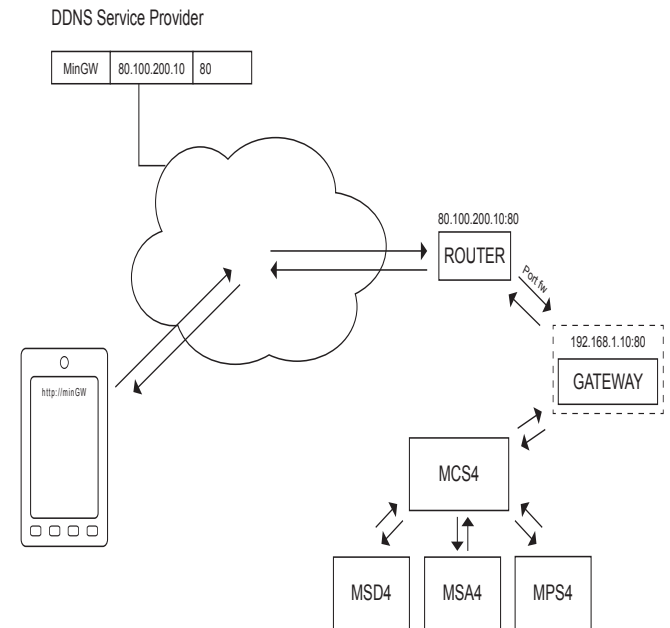 DDNS Service Provider
MinGW 80.100.200.10 80
80.100.200.10:80
ROUTER
Port fw
192.168.1.10:80
GATEWAY
http://minGW
MCS4
MSD4 MSA4 MPS4